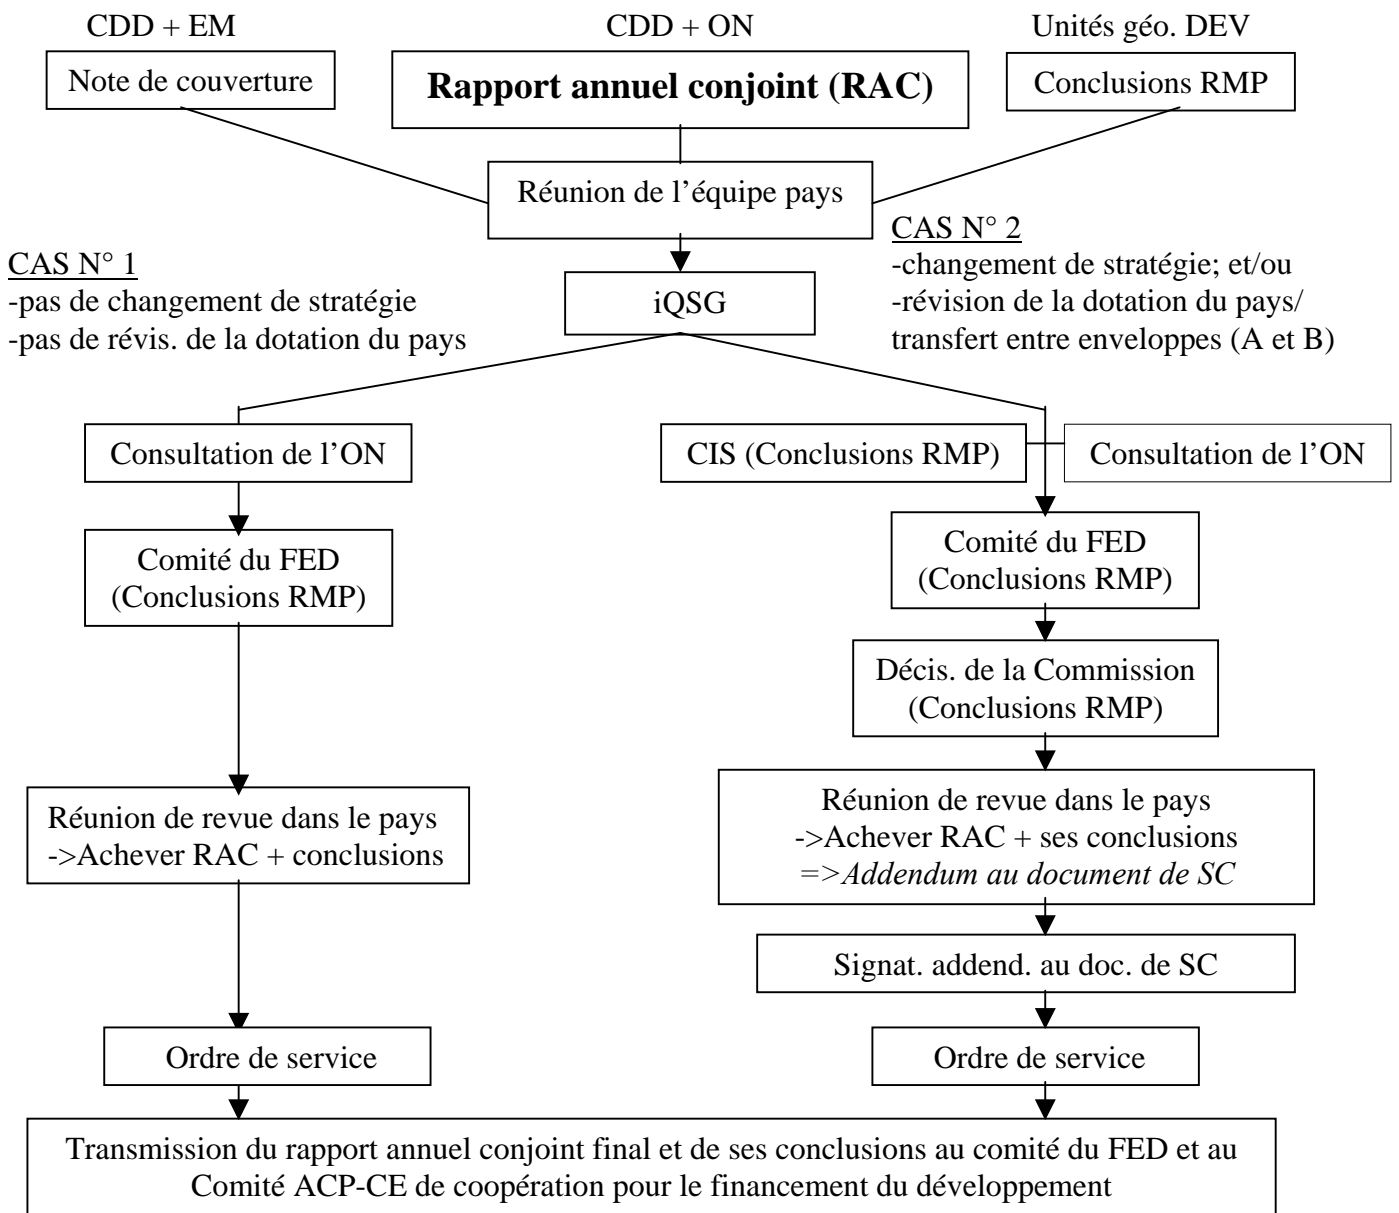 CDD + EM
CDD + ON
Unités géo. DEV
Note de couverture
Rapport annuel conjoint (RAC)
Conclusions RMP
Réunion de l’équipe pays
CAS N° 1
-pas de changement de stratégie
-pas de révis. de la dotation du pays
iQSG
CAS N° 2
-changement de stratégie; et/ou
-révision de la dotation du pays/
transfert entre enveloppes (A et B)
Consultation de l’ON
CIS (Conclusions RMP)
Consultation de l’ON
Comité du FED
(Conclusions RMP)
Comité du FED
(Conclusions RMP)
Décis. de la Commission
(Conclusions RMP)
Réunion de revue dans le pays
->Achever RAC + conclusions
Réunion de revue dans le pays
->Achever RAC + ses conclusions
=>Addendum au document de SC
Signat. addend. au doc. de SC
Ordre de service
Ordre de service
Transmission du rapport annuel conjoint final et de ses conclusions au comité du FED et au
Comité ACP-CE de coopération pour le financement du développement